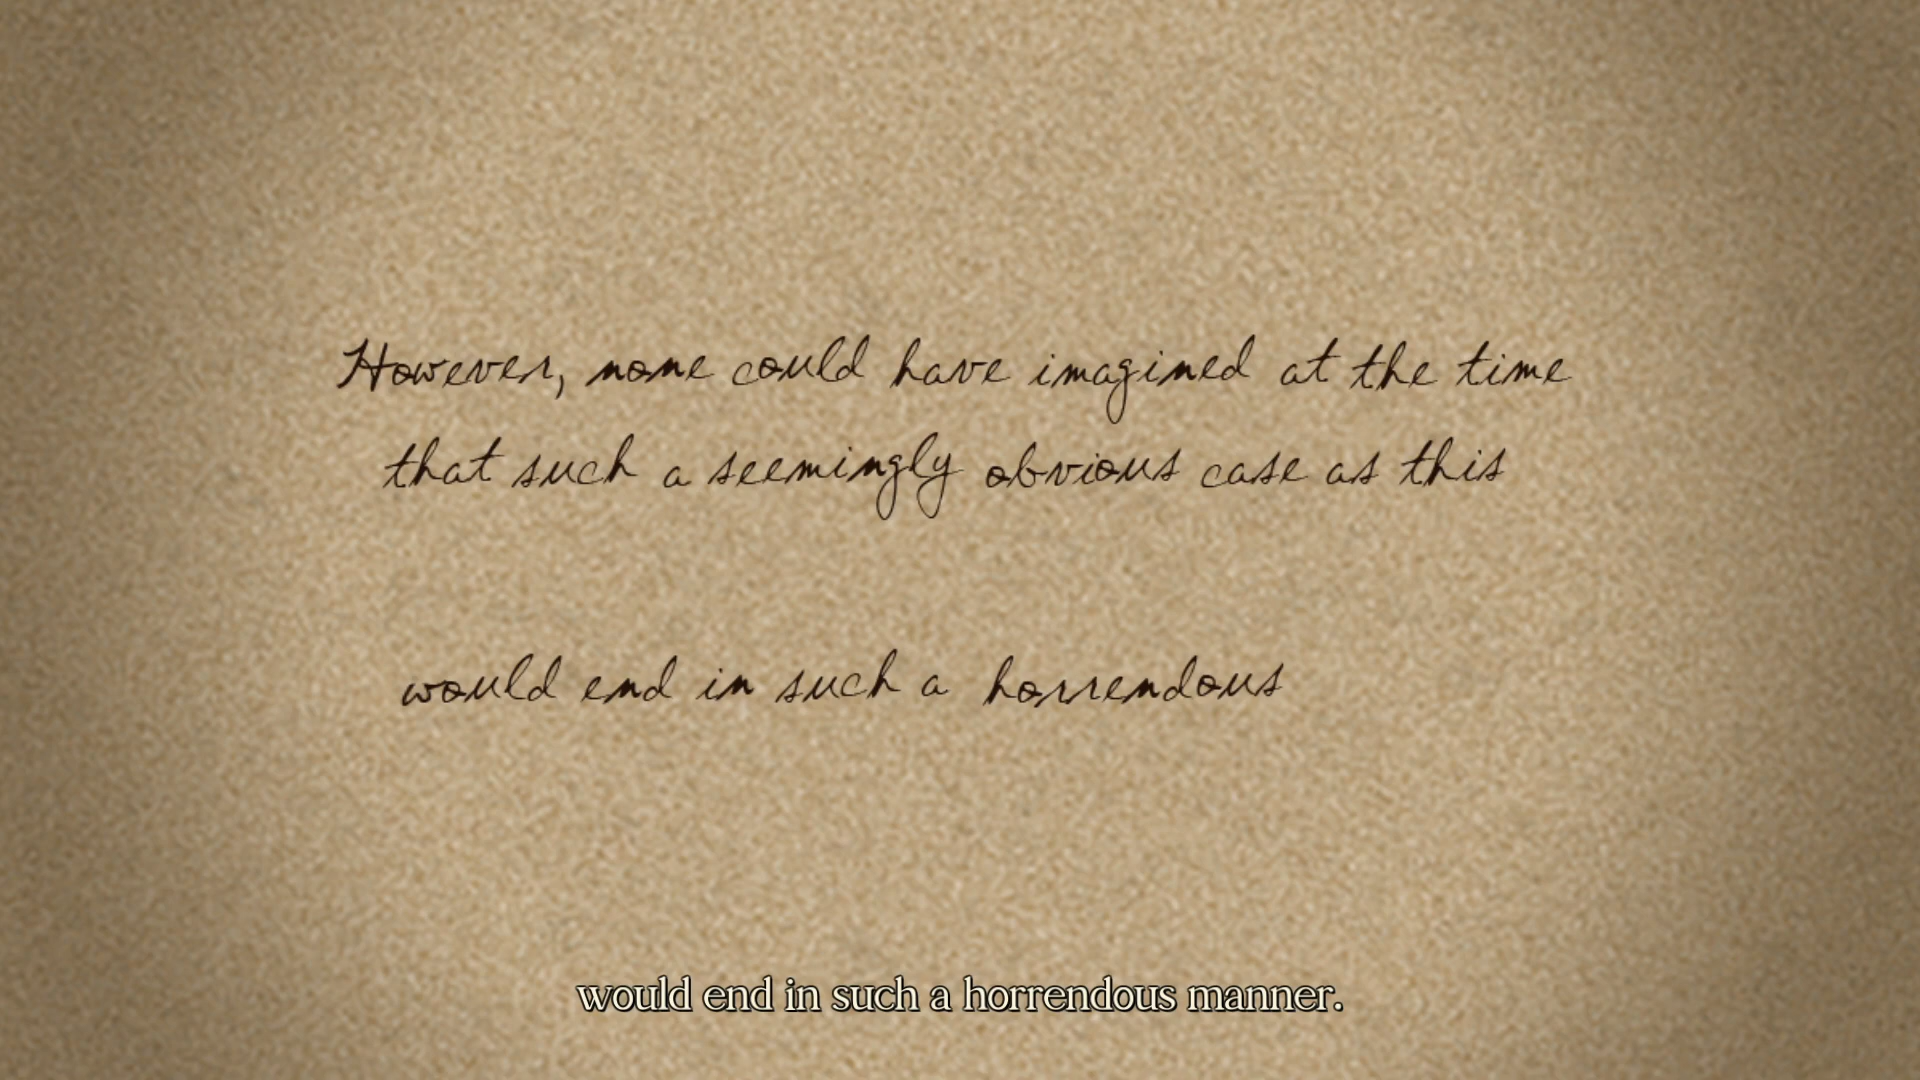 However, none could have imagined at the time
that such a seemingly obvious case as this
would end in such a horrendous
would end in such a horrendous manner.